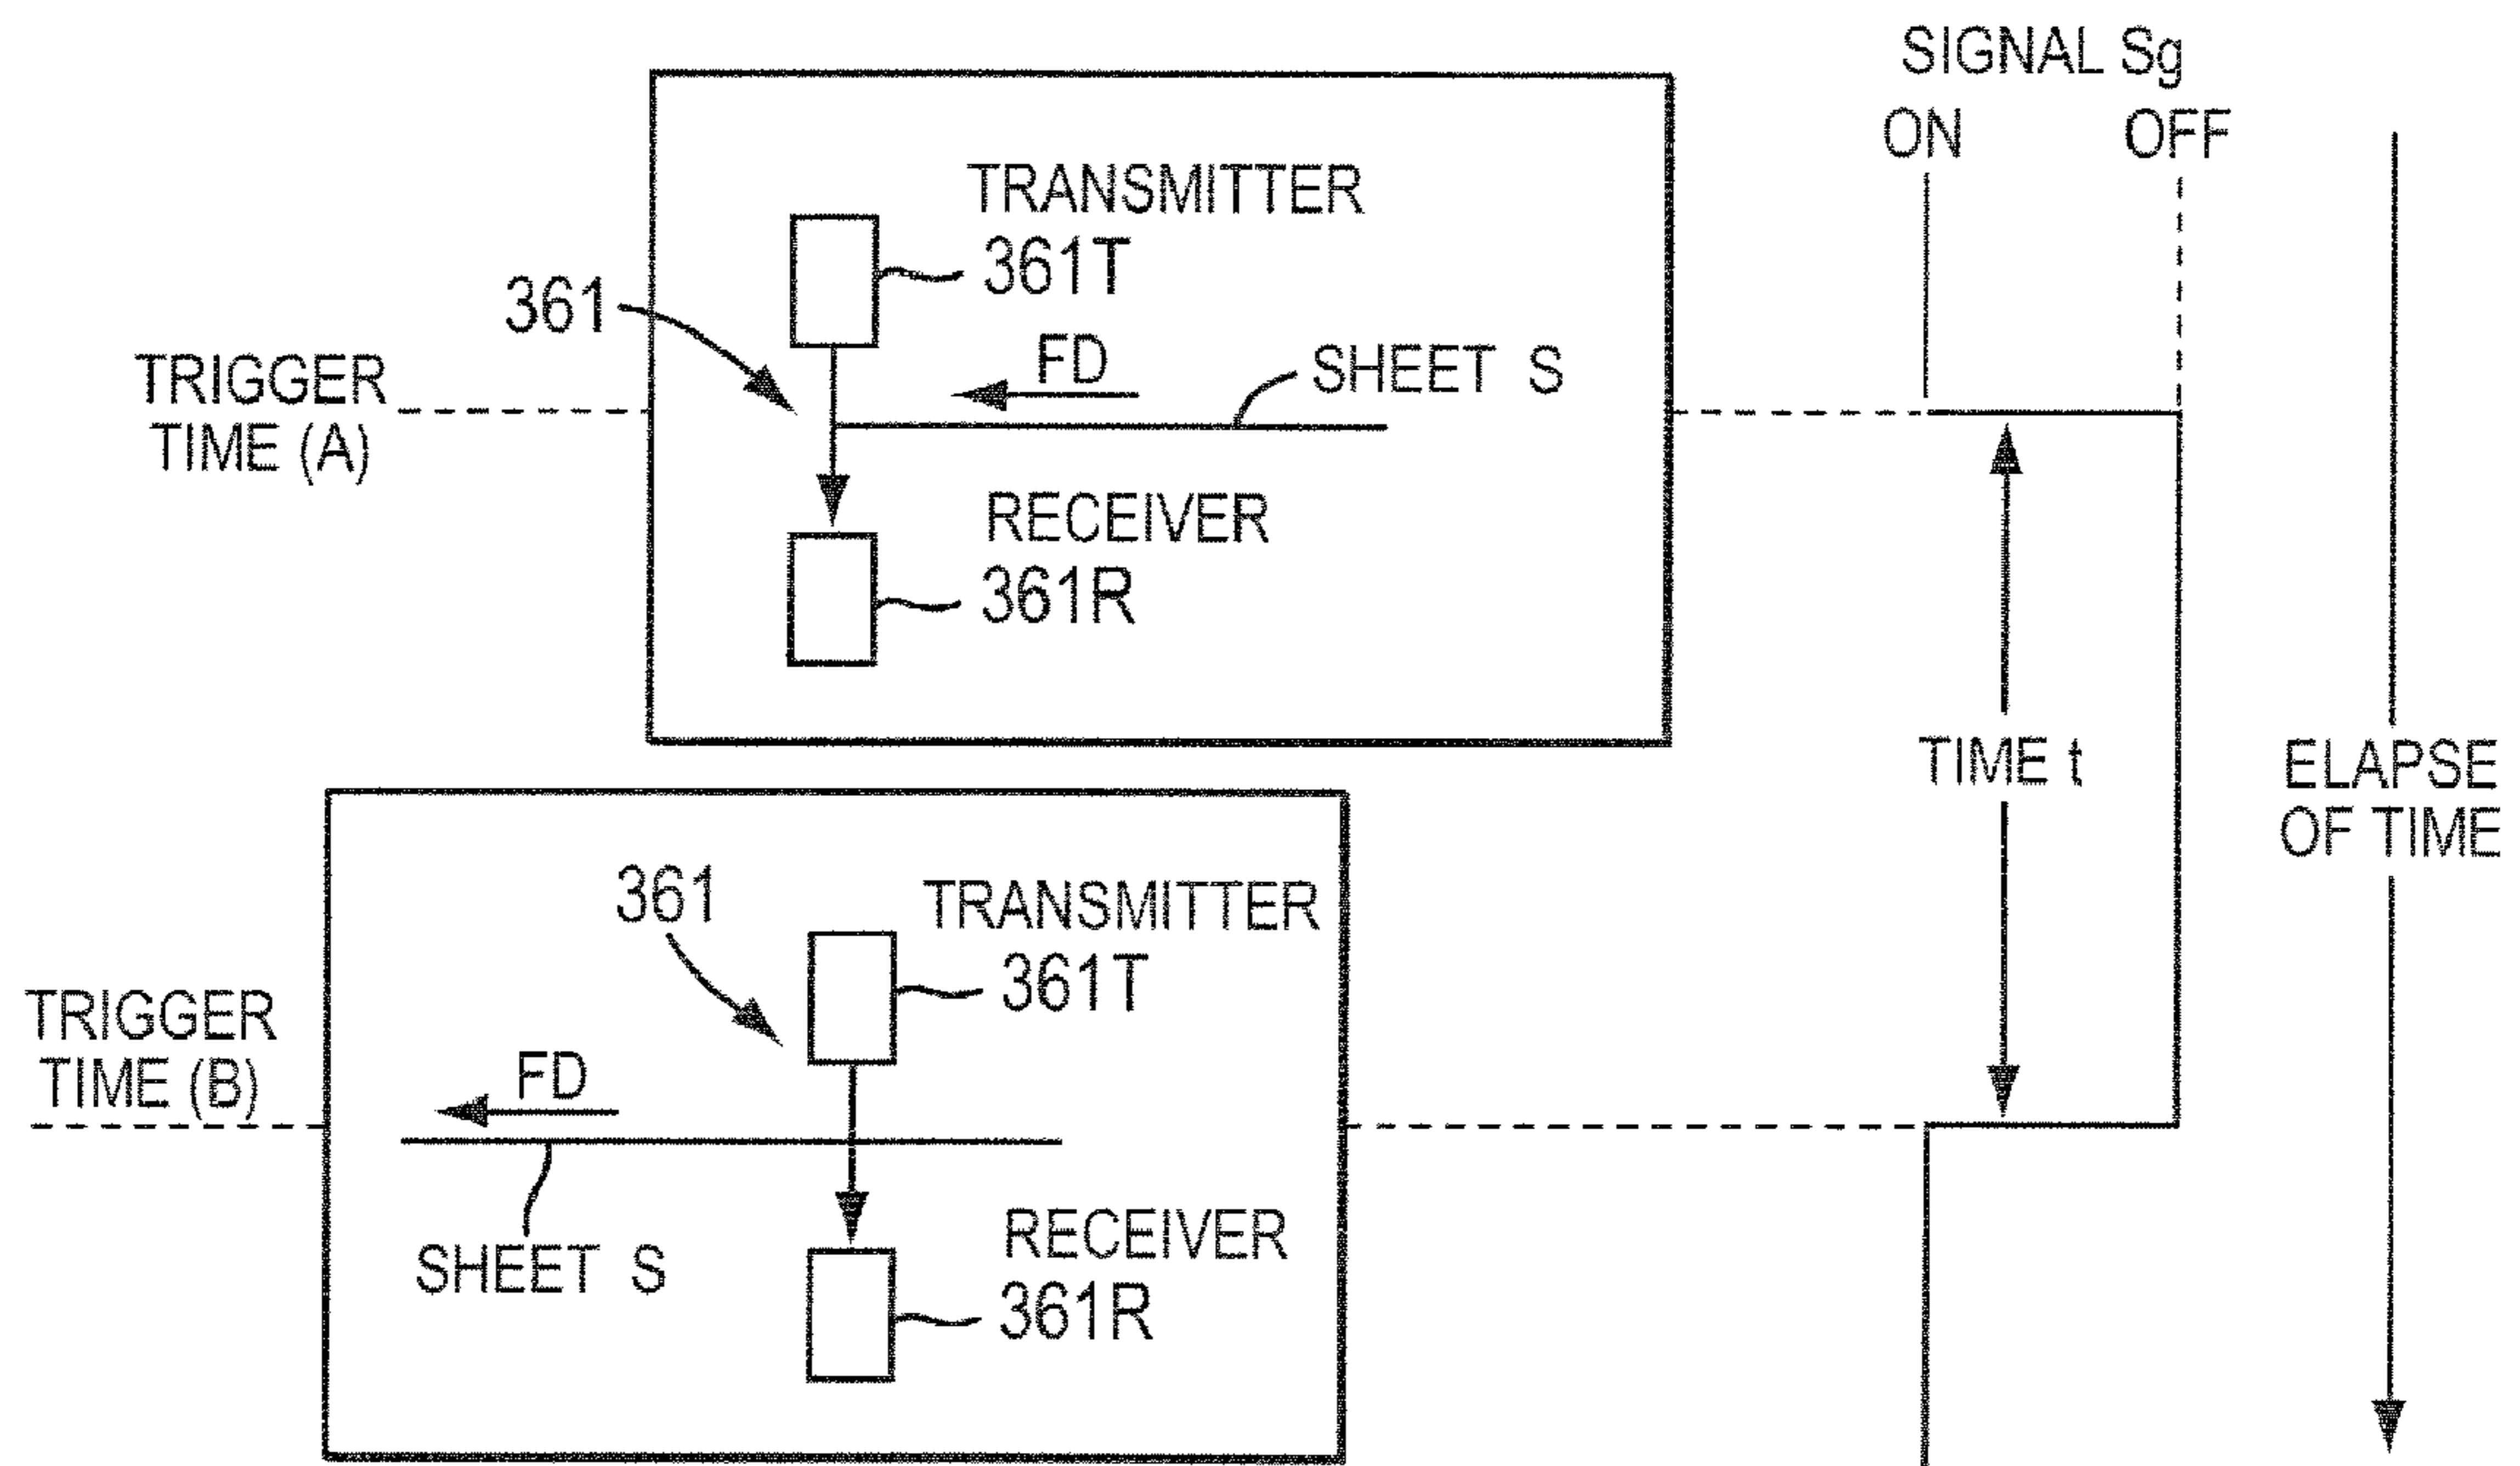 SIGNAL Sg
ON OFF
TRANSMITTER
361T
361
FD
SHEET S
TRIGGER
TIME (A)
RECEIVER
361R
TIME t
ELAPSE
OF TIME
361
TRANSMITTER
361T
TRIGGER
TIME (B)
FD
SHEET S
RECEIVER
361R